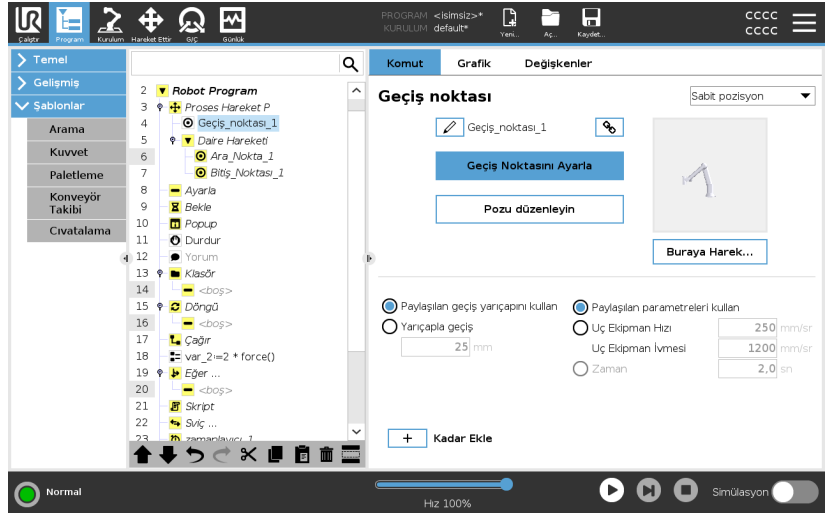 UR
Çalıştır
Program
Kurulum
Hareket Ettir
G/Ç
Günlük
PROGRAM <isimsiz>*
KURULUM default*
Yeni...
Aç...
Kaydet...
cccc
cccc
Temel
Gelişmiş
Şablonlar
Arama
Kuvvet
Paletleme
Konveyör
Takibi
Cıvatalama
2 Robot Program
3 Proses Hareket P
4 Geçiş_noktası_1
5 Daire Hareketi
6 Ara_Nokta_1
7 Bitiş_Noktası_1
8 Ayarla
9 Bekle
10 Popup
11 Durdur
12 Yorum
13 Klasör
14 <boş>
15 Döngü
16 <boş>
17 Çağır
18 var_2:=2 * force()
19 Eğer ...
20 <boş>
21 Skript
22 Sviç ...
23 zamanlayıcı_1
Komut
Grafik
Değişkenler
Geçiş noktası
Sabit pozisyon
Geçiş_noktası_1
Geçiş Noktasını Ayarla
Pozu düzenleyin
Buraya Harek...
Paylaşılan geçiş yarıçapını kullan
Yarıçapla geçiş
25 mm
Paylaşılan parametreleri kullan
Uç Ekipman Hızı 250 mm/sn
Uç Ekipman İvmesi 1200 mm/sn
Zaman 2,0 sn
+ Kadar Ekle
Normal
Hız 100%
Simülasyon